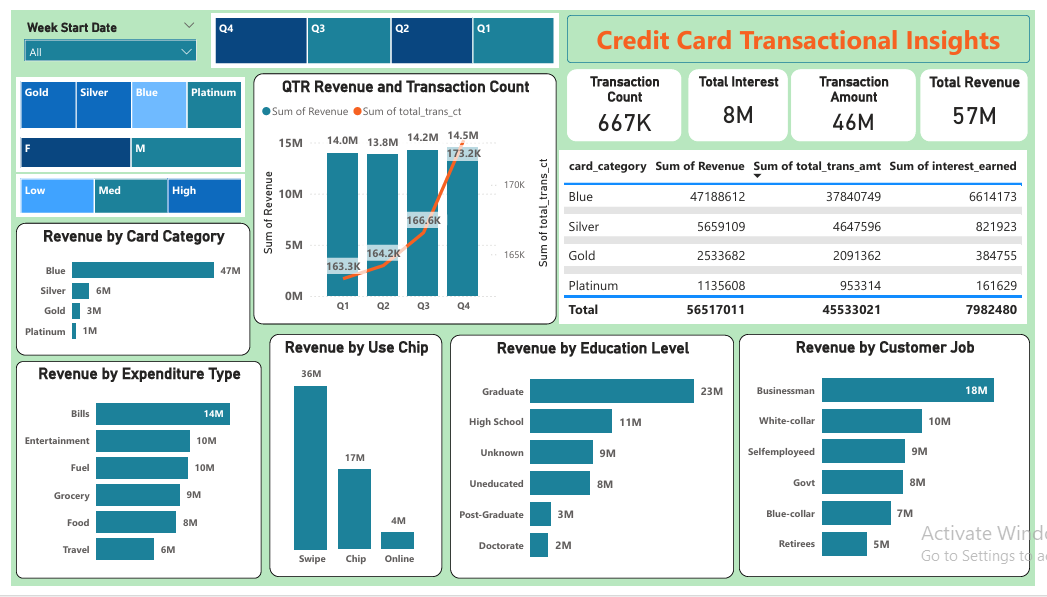 Week Start Date
All
Q4 Q3 Q2 Q1
Credit Card Transactional Insights
Gold Silver Blue Platinum
F M
Low Med High
QTR Revenue and Transaction Count
Sum of Revenue Sum of total_trans_ct
15M
10M
5M
0M
Sum of Revenue
14.0M 13.8M 14.2M 14.5M
163.3K 164.2K 166.6K 173.2K
Q1 Q2 Q3 Q4
170K
165K
Sum of total_trans_ct
Transaction
Count
667K
Total Interest
8M
Transaction
Amount
46M
Total Revenue
57M
card_category Sum of Revenue Sum of total_trans_amt Sum of interest_earned
Blue 47188612 37840749 6614173
Silver 5659109 4647596 821923
Gold 2533682 2091362 384755
Platinum 1135608 953314 161629
Total 56517011 45533021 7982480
Revenue by Card Category
Blue 47M
Silver 6M
Gold 3M
Platinum 1M
Revenue by Expenditure Type
Bills 14M
Entertainment 10M
Fuel 10M
Grocery 9M
Food 8M
Travel 6M
Revenue by Use Chip
36M
17M
4M
Swipe Chip Online
Revenue by Education Level
Graduate 23M
High School 11M
Unknown 9M
Uneducated 8M
Post-Graduate 3M
Doctorate 2M
Revenue by Customer Job
Businessman 18M
White-collar 10M
Selfemployeed 9M
Govt 8M
Blue-collar 7M
Retirees 5M
Activate Windo
Go to Settings to a